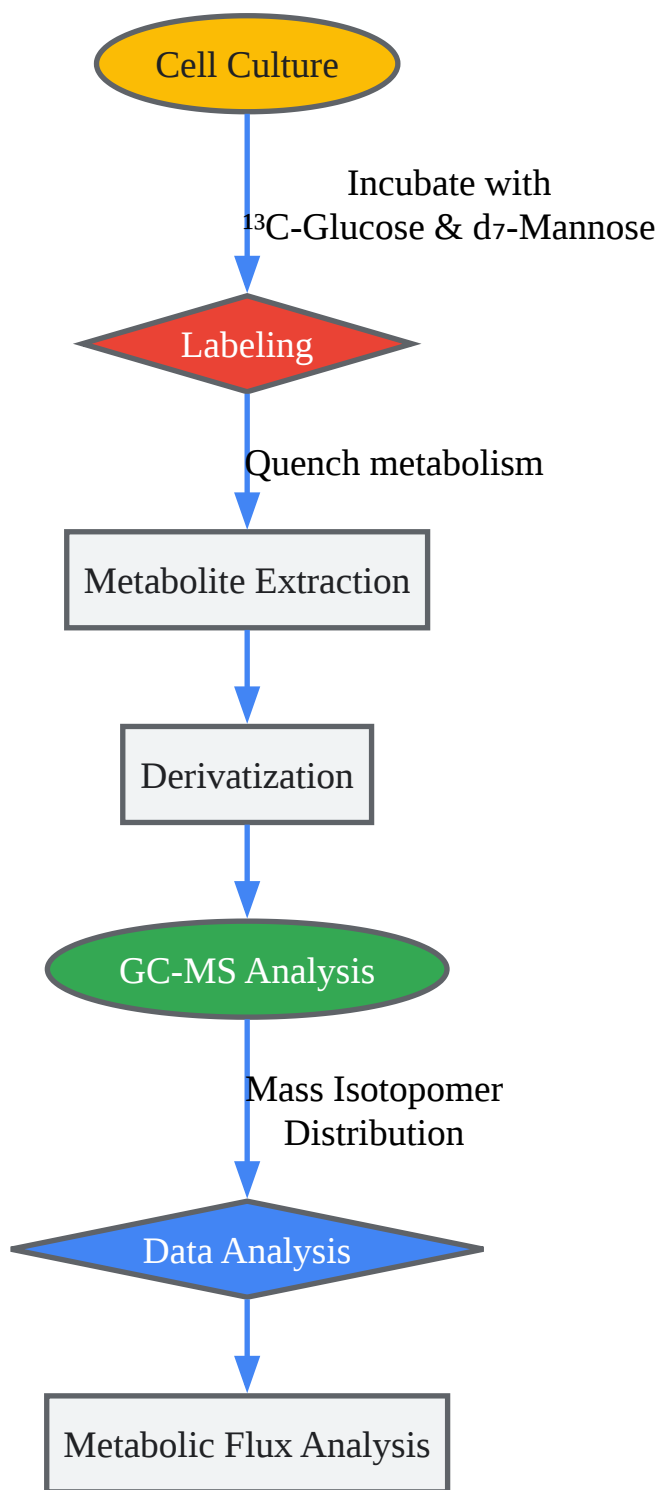 Cell Culture
Incubate with
¹³C-Glucose & d₇-Mannose
Labeling
Quench metabolism
Metabolite Extraction
Derivatization
GC-MS Analysis
Mass Isotopomer
Distribution
Data Analysis
Metabolic Flux Analysis